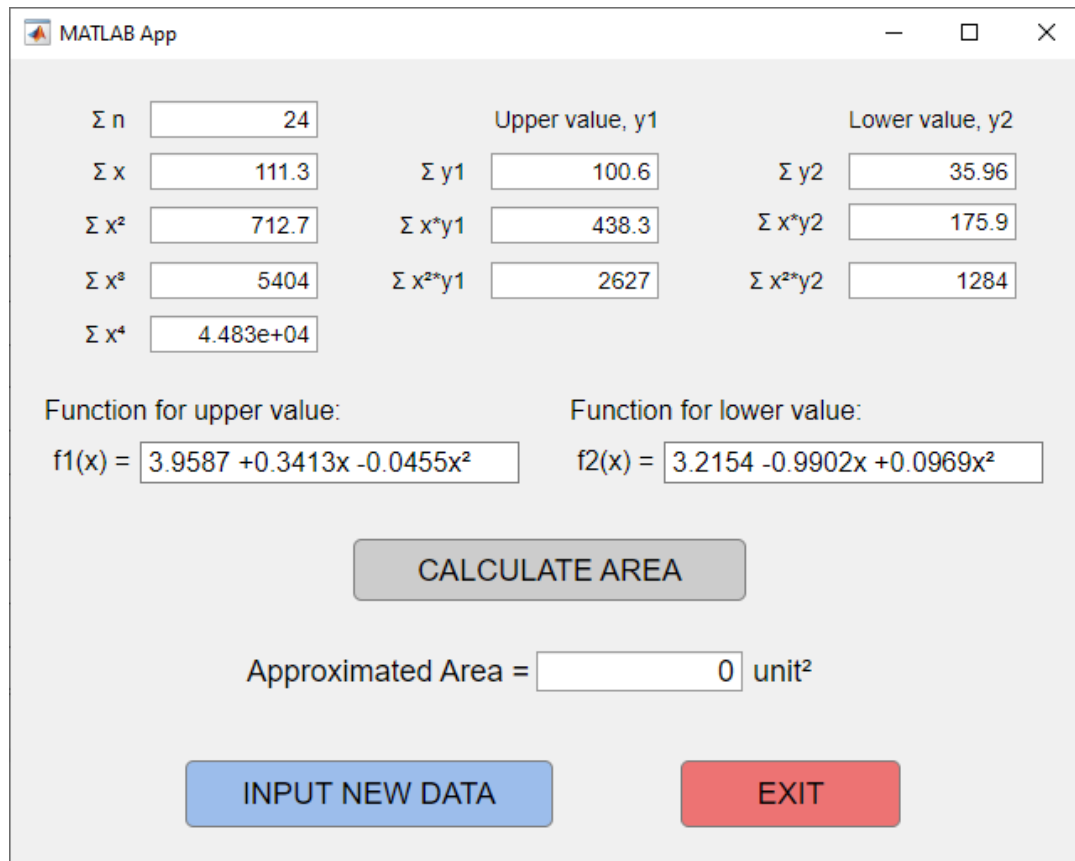 MATLAB App
Σ n 24 Upper value, y1 Lower value, y2
Σ x 111.3 Σ y1 100.6 Σ y2 35.96
Σ x² 712.7 Σ x*y1 438.3 Σ x*y2 175.9
Σ x³ 5404 Σ x²*y1 2627 Σ x²*y2 1284
Σ x⁴ 4.483e+04
Function for upper value: Function for lower value:
f1(x) = 3.9587 +0.3413x -0.0455x² f2(x) = 3.2154 -0.9902x +0.0969x²
CALCULATE AREA
Approximated Area = 0 unit²
INPUT NEW DATA EXIT